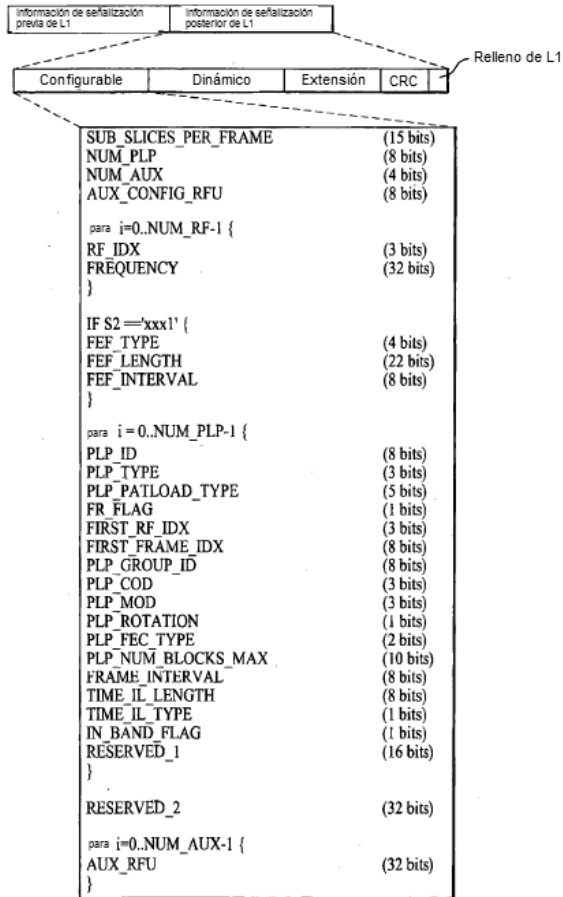 Información de señalización
previa de L1
Información de señalización
posterior de L1
Relleno de L1
Configurable Dinámico Extensión CRC
SUB_SLICES_PER_FRAME (15 bits)
NUM_PLP (8 bits)
NUM_AUX (4 bits)
AUX_CONFIG_RFU (8 bits)
para i=0..NUM_RF-1 {
RF_IDX (3 bits)
FREQUENCY (32 bits)
}
IF S2 =='xxx1' {
FEF_TYPE (4 bits)
FEF_LENGTH (22 bits)
FEF_INTERVAL (8 bits)
}
para i = 0..NUM_PLP-1 {
PLP_ID (8 bits)
PLP_TYPE (3 bits)
PLP_PATLOAD_TYPE (5 bits)
FR_FLAG (1 bits)
FIRST_RF_IDX (3 bits)
FIRST_FRAME_IDX (8 bits)
PLP_GROUP_ID (8 bits)
PLP_COD (3 bits)
PLP_MOD (3 bits)
PLP_ROTATION (1 bits)
PLP_FEC_TYPE (2 bits)
PLP_NUM_BLOCKS_MAX (10 bits)
FRAME_INTERVAL (8 bits)
TIME_IL_LENGTH (8 bits)
TIME_IL_TYPE (1 bits)
IN_BAND_FLAG (1 bits)
RESERVED_1 (16 bits)
}
RESERVED_2 (32 bits)
para i=0..NUM_AUX-1 {
AUX_RFU (32 bits)
}